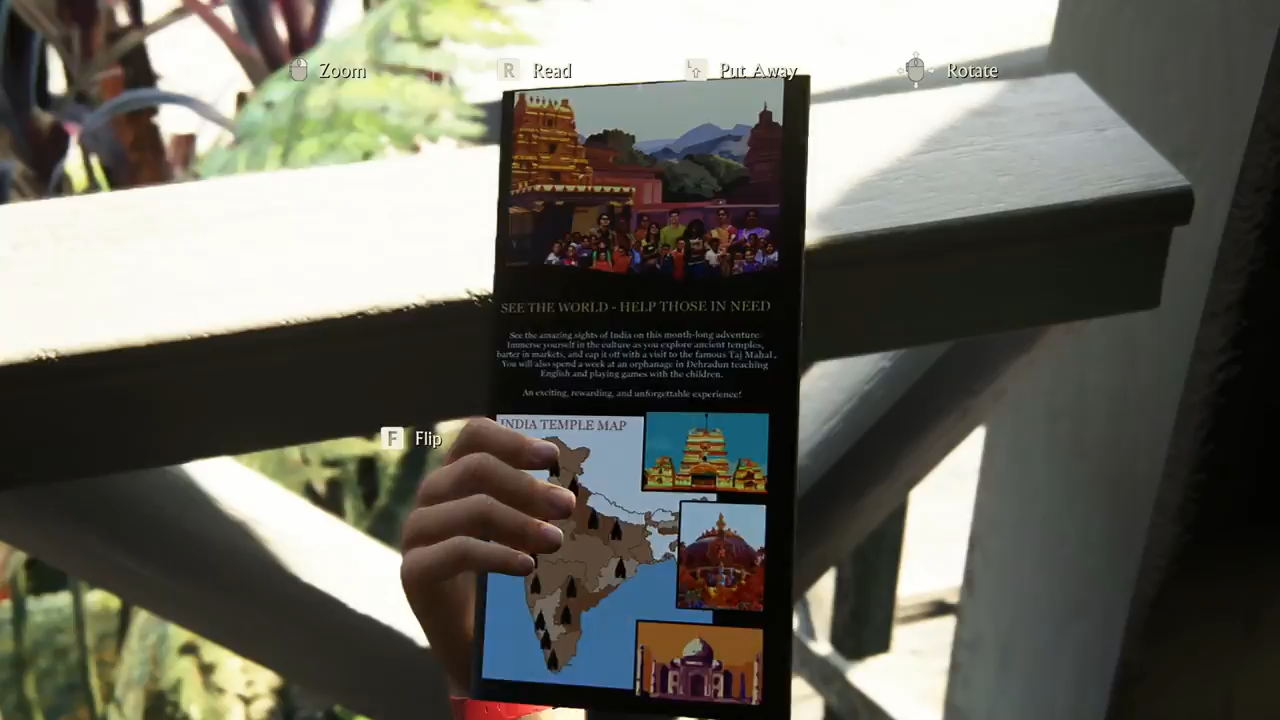 Zoom
R Read
Put Away
Rotate
SEE THE WORLD - HELP THOSE IN NEED
See the amazing sights of India on this month-long adventure.
Immerse yourself in the culture as you explore ancient temples,
barter in markets, and cap it off with a visit to the famous Taj Mahal.
You will also spend a week at an orphanage in Dehradun teaching
English and playing games with the children.
An exciting, rewarding, and unforgettable experience!
INDIA TEMPLE MAP
F Flip